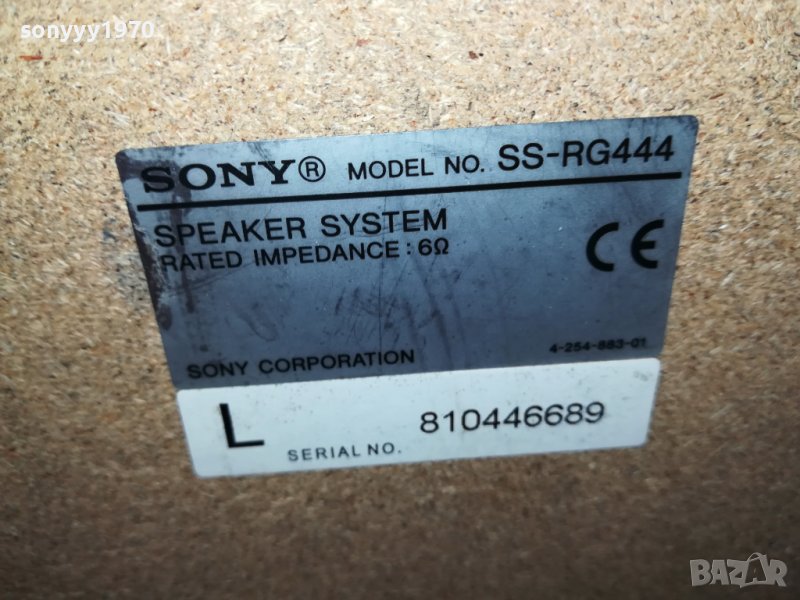 sonyyy1970
SONY® MODEL NO. SS-RG444
SPEAKER SYSTEM
RATED IMPEDANCE : 6Ω
CE
SONY CORPORATION
4-254-883-01
L
SERIAL NO. 810446689
BAZAR